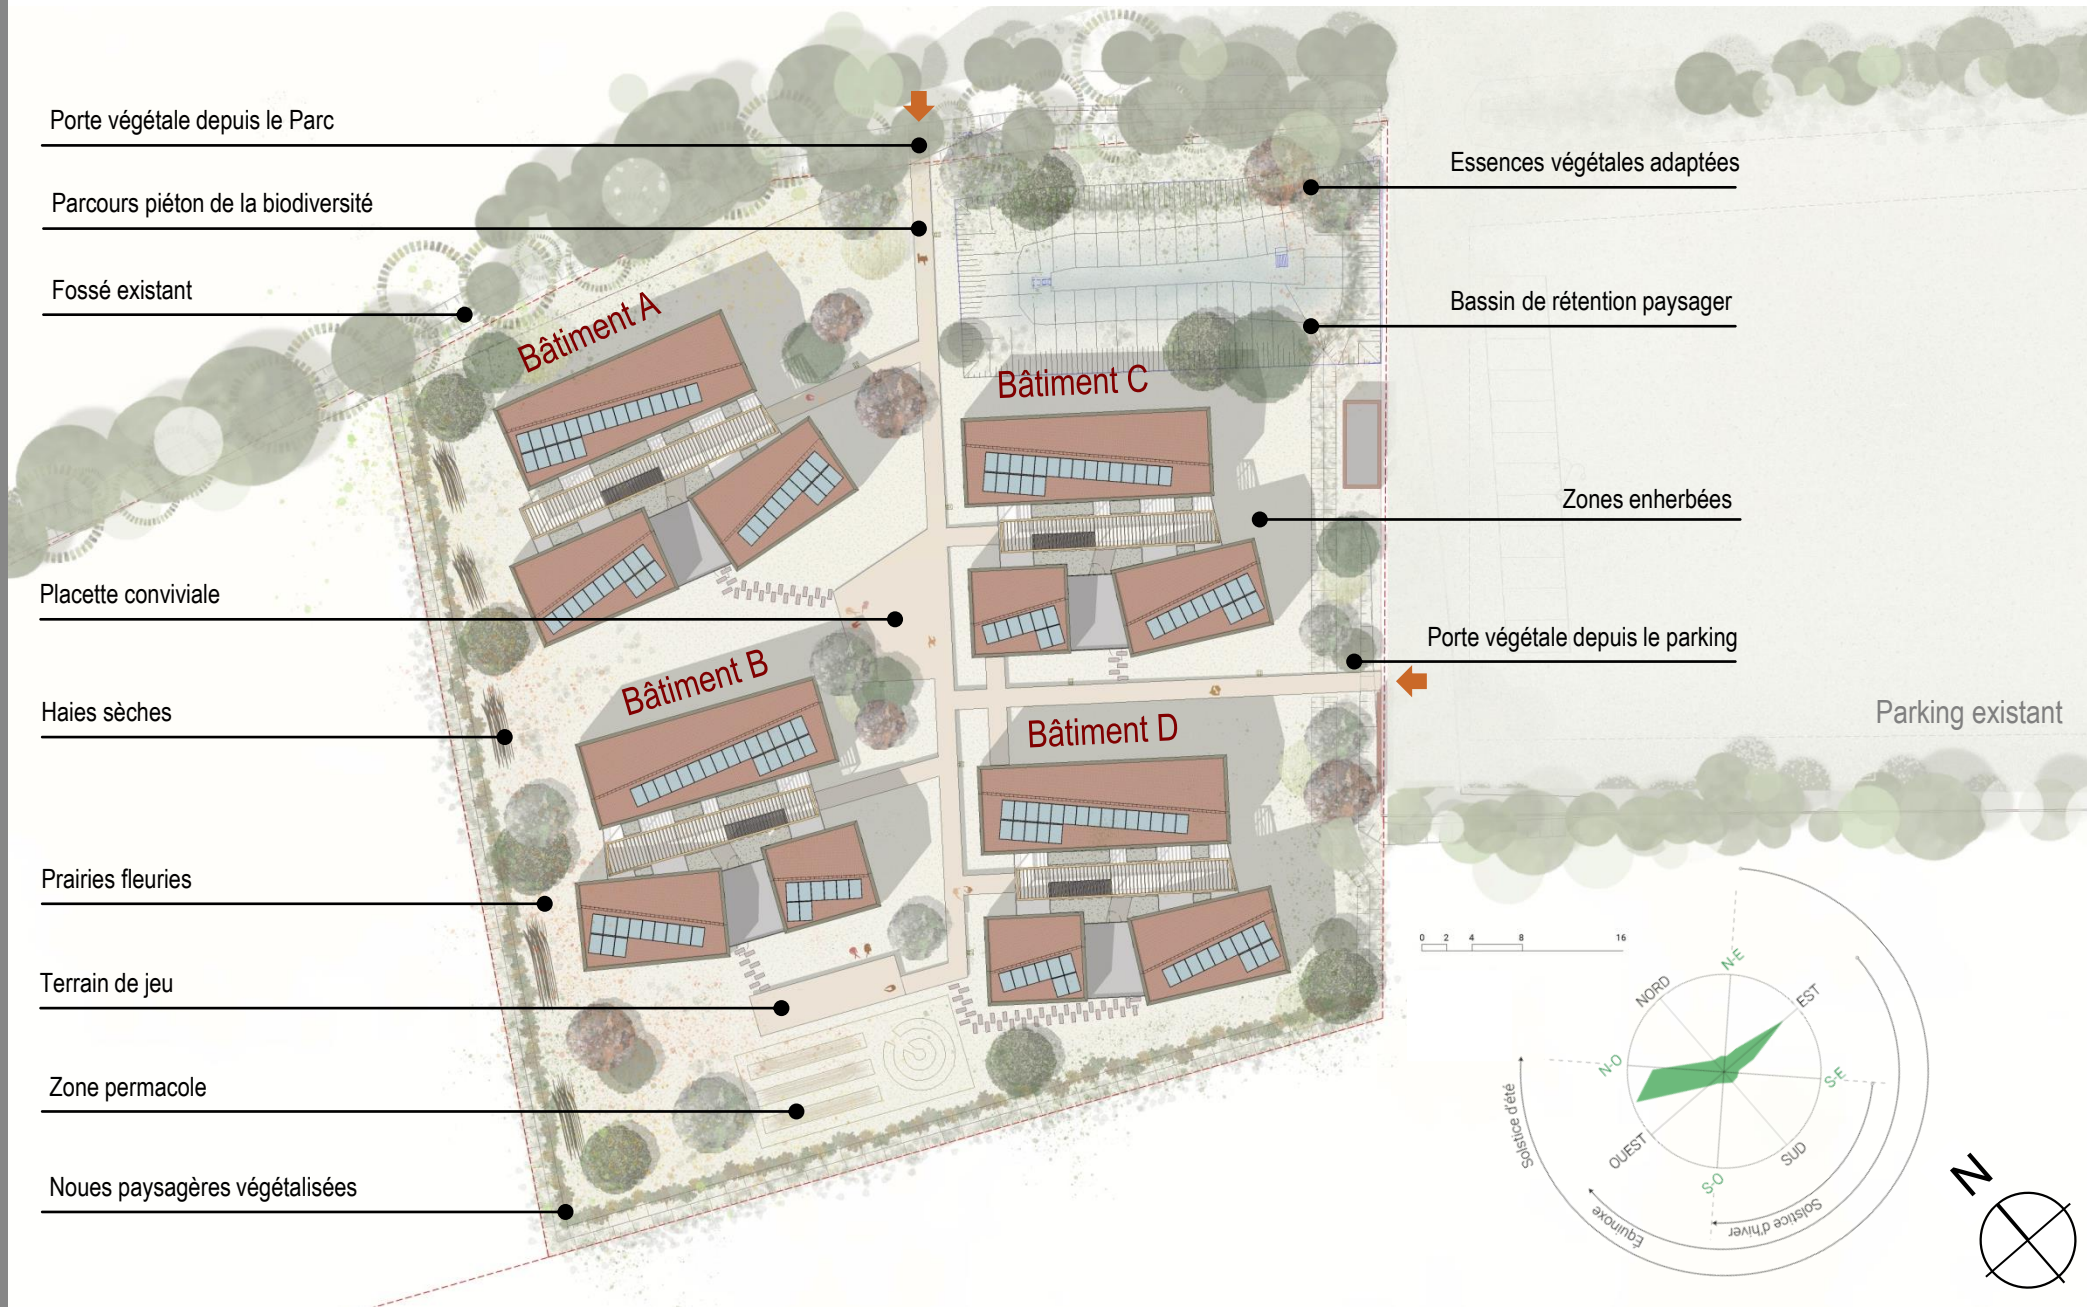 Porte végétale depuis le Parc
Parcours piéton de la biodiversité
Fossé existant
Placette conviviale
Haies sèches
Prairies fleuries
Terrain de jeu
Zone permacole
Noues paysagères végétalisées
Bâtiment A
Bâtiment B
Bâtiment C
Bâtiment D
Essences végétales adaptées
Bassin de rétention paysager
Zones enherbées
Porte végétale depuis le parking
Parking existant
0 2 4 8 16
N-E
NORD
EST
N-O
S-E
OUEST
SUD
S-O
Solstice d'été
Équinoxe
Solstice d'hiver
N